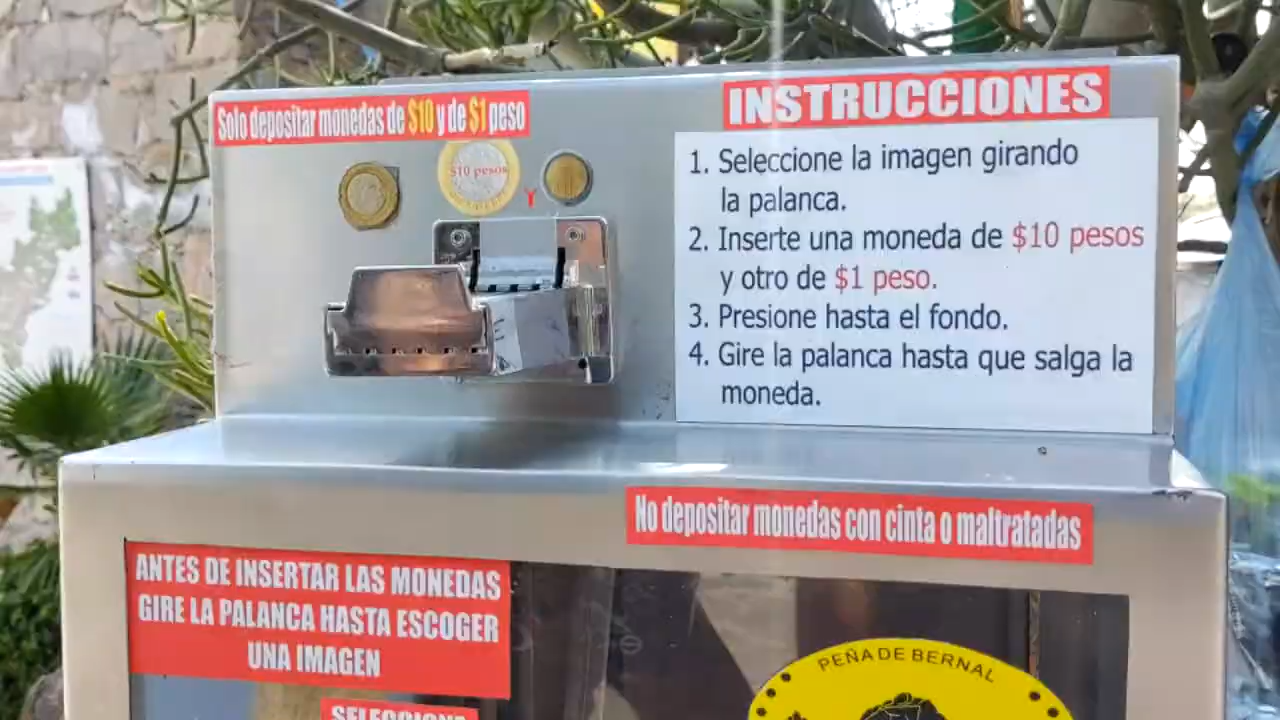 Solo depositar monedas de $10 y de $1 peso
$10 pesos
Y
INSTRUCCIONES
1. Seleccione la imagen girando
la palanca.
2. Inserte una moneda de $10 pesos
y otro de $1 peso.
3. Presione hasta el fondo.
4. Gire la palanca hasta que salga la
moneda.
No depositar monedas con cinta o maltratadas
ANTES DE INSERTAR LAS MONEDAS
GIRE LA PALANCA HASTA ESCOGER
UNA IMAGEN
SELECCIONE
PEÑA DE BERNAL